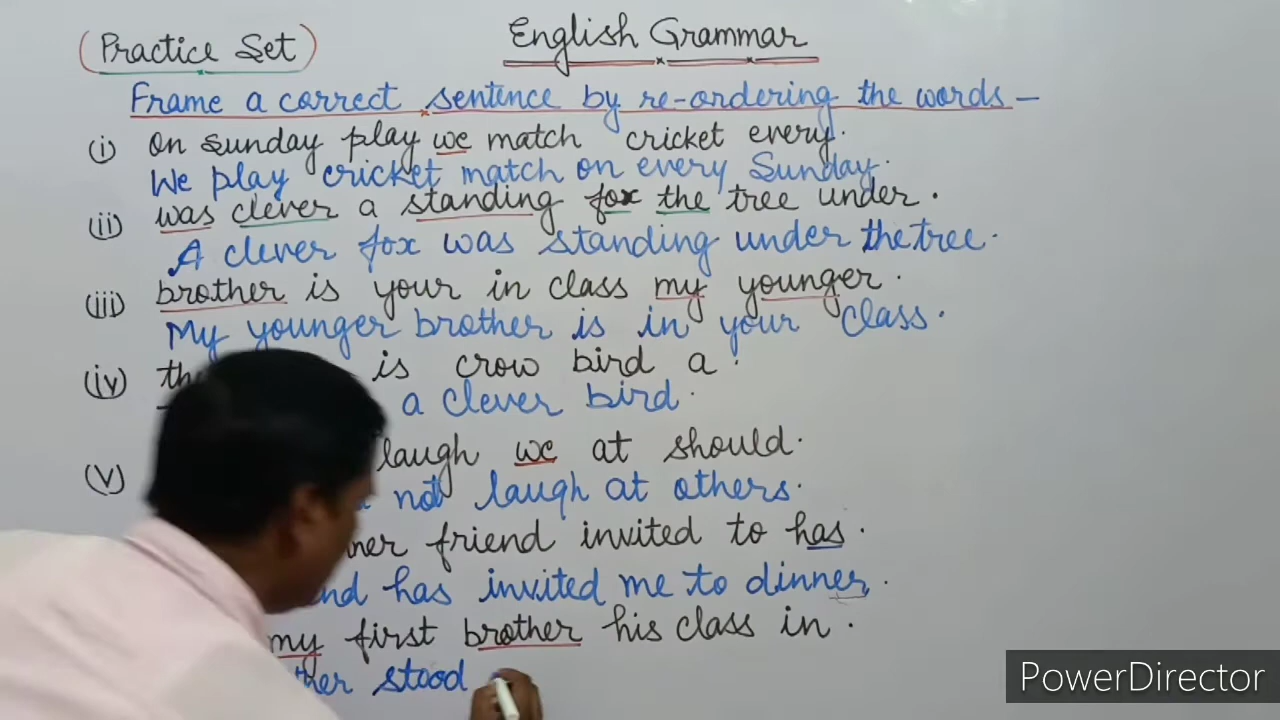 (Practice Set)
English Grammar
Frame a correct sentence by re-ordering the words-
(i) on sunday play we match cricket every.
We play cricket match on every Sunday.
(ii) was clever a standing fox the tree under.
A clever fox was standing under the tree.
(iii) brother is your in class my younger.
My younger brother is in your class.
(iv) is crow bird a.
a clever bird.
(v) laugh we at should.
not laugh at others.
friend invited to has.
has invited me to dinner.
my first brother his class in.
stood
PowerDirector